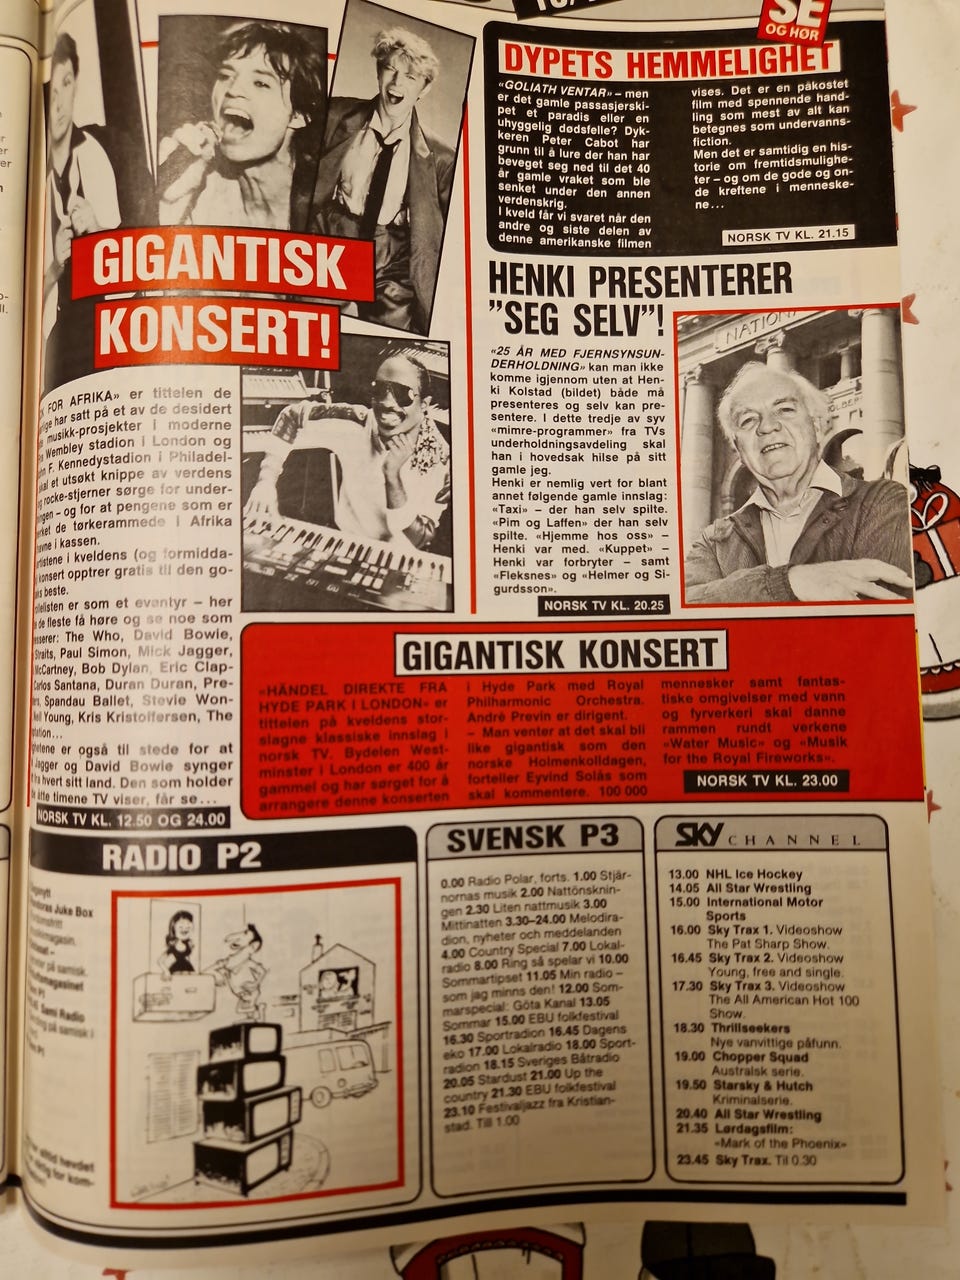 SE
OG HØR
DYPETS HEMMELIGHET
«GOLIATH VENTAR» – men
er det gamle passasjerski-
pet et paradis eller en
uhyggelig dødsfelle? Dyk-
keren Peter Cabot har
grunn til å lure der han har
beveget seg ned til det 40
år gamle vraket som ble
senket under den annen
verdenskrig.
I kveld får vi svaret når den
andre og siste delen av
denne amerikanske filmen
vises. Det er en påkostet
film med spennende hand-
ling som mest av alt kan
betegnes som undervanns-
fiction.
Men det er samtidig en his-
torie om fremtidsmulighe-
ter – og om de gode og on-
de kreftene i menneske-
ne...
NORSK TV KL. 21.15
GIGANTISK
KONSERT!
FOR AFRIKA» er tittelen de
har satt på et av de desidert
musikk-prosjekter i moderne
Wembley stadion i London og
F. Kennedystadion i Philadel-
et utsøkt knippe av verdens
rocke-stjerner sørge for under-
– og for at pengene som er
de tørkerammede i Afrika
i kassen.
i kveldens (og formidda-
konsert opptrer gratis til den go-
beste.
er som et eventyr – her
de fleste få høre og se noe som
The Who, David Bowie,
Straits, Paul Simon, Mick Jagger,
McCartney, Bob Dylan, Eric Clap-
Carlos Santana, Duran Duran, Pre-
Spandau Ballet, Stevie Won-
Neil Young, Kris Kristoffersen, The
er også til stede for at
Jagger og David Bowie synger
fra hvert sitt land. Den som holder
åtte timene TV viser, får se...
NORSK TV KL. 12.50 OG 24.00
HENKI PRESENTERER
”SEG SELV”!
«25 ÅR MED FJERNSYNSUN-
DERHOLDNING» kan man ikke
komme igjennom uten at Hen-
ki Kolstad (bildet) både må
presenteres og selv kan pre-
sentere. I dette tredje av syv
«mimre-programmer» fra TVs
underholdningsavdeling skal
han i hovedsak hilse på sitt
gamle jeg.
Henki er nemlig vert for blant
annet følgende gamle innslag:
«Taxi» – der han selv spilte.
«Pim og Laffen» der han selv
spilte. «Hjemme hos oss» –
Henki var med. «Kuppet» –
Henki var forbryter – samt
«Fleksnes» og «Helmer og Si-
gurdsson».
NORSK TV KL. 20.25
NATION
GIGANTISK KONSERT
«HÄNDEL DIREKTE FRA
HYDE PARK I LONDON» er
tittelen på kveldens stor-
slagne klassiske innslag i
norsk TV. Bydelen West-
minster i London er 400 år
gammel og har sørget for å
arrangere denne konserten
i Hyde Park med Royal
Philharmonic Orchestra.
André Previn er dirigent.
– Man venter at det skal bli
like gigantisk som den
norske Holmenkolldagen,
forteller Eyvind Solås som
skal kommentere. 100 000
mennesker samt fantas-
tiske omgivelser med vann
og fyrverkeri skal danne
rammen rundt verkene
«Water Music» og «Musik
for the Royal Fireworks».
NORSK TV KL. 23.00
RADIO P2
Juke Box
Sami Radio
SVENSK P3
0.00 Radio Polar, forts. 1.00 Stjär-
nornas musik 2.00 Nattönsknin-
gen 2.30 Liten nattmusik 3.00
Mittinatten 3.30–24.00 Melodira-
dion, nyheter och meddelanden
4.00 Country Special 7.00 Lokal-
radio 8.00 Ring så spelar vi 10.00
Sommartipset 11.05 Min radio –
som jag minns den! 12.00 Som-
marspecial: Göta Kanal 13.05
Sommar 15.00 EBU folkfestival
16.30 Sportradion 16.45 Dagens
eko 17.00 Lokalradio 18.00 Sport-
radion 18.15 Sveriges Båtradio
20.05 Stardust 21.00 Up the
country 21.30 EBU folkfestival
23.10 Festivaljazz fra Kristian-
stad. Till 1.00
SKY CHANNEL
13.00 NHL Ice Hockey
14.05 All Star Wrestling
15.00 International Motor
Sports
16.00 Sky Trax 1. Videoshow
The Pat Sharp Show.
16.45 Sky Trax 2. Videoshow
Young, free and single.
17.30 Sky Trax 3. Videoshow
The All American Hot 100
Show.
18.30 Thrillseekers
Nye vanvittige påfunn.
19.00 Chopper Squad
Australsk serie.
19.50 Starsky & Hutch
Kriminalserie.
20.40 All Star Wrestling
21.35 Lørdagsfilm:
«Mark of the Phoenix»
23.45 Sky Trax. Til 0.30